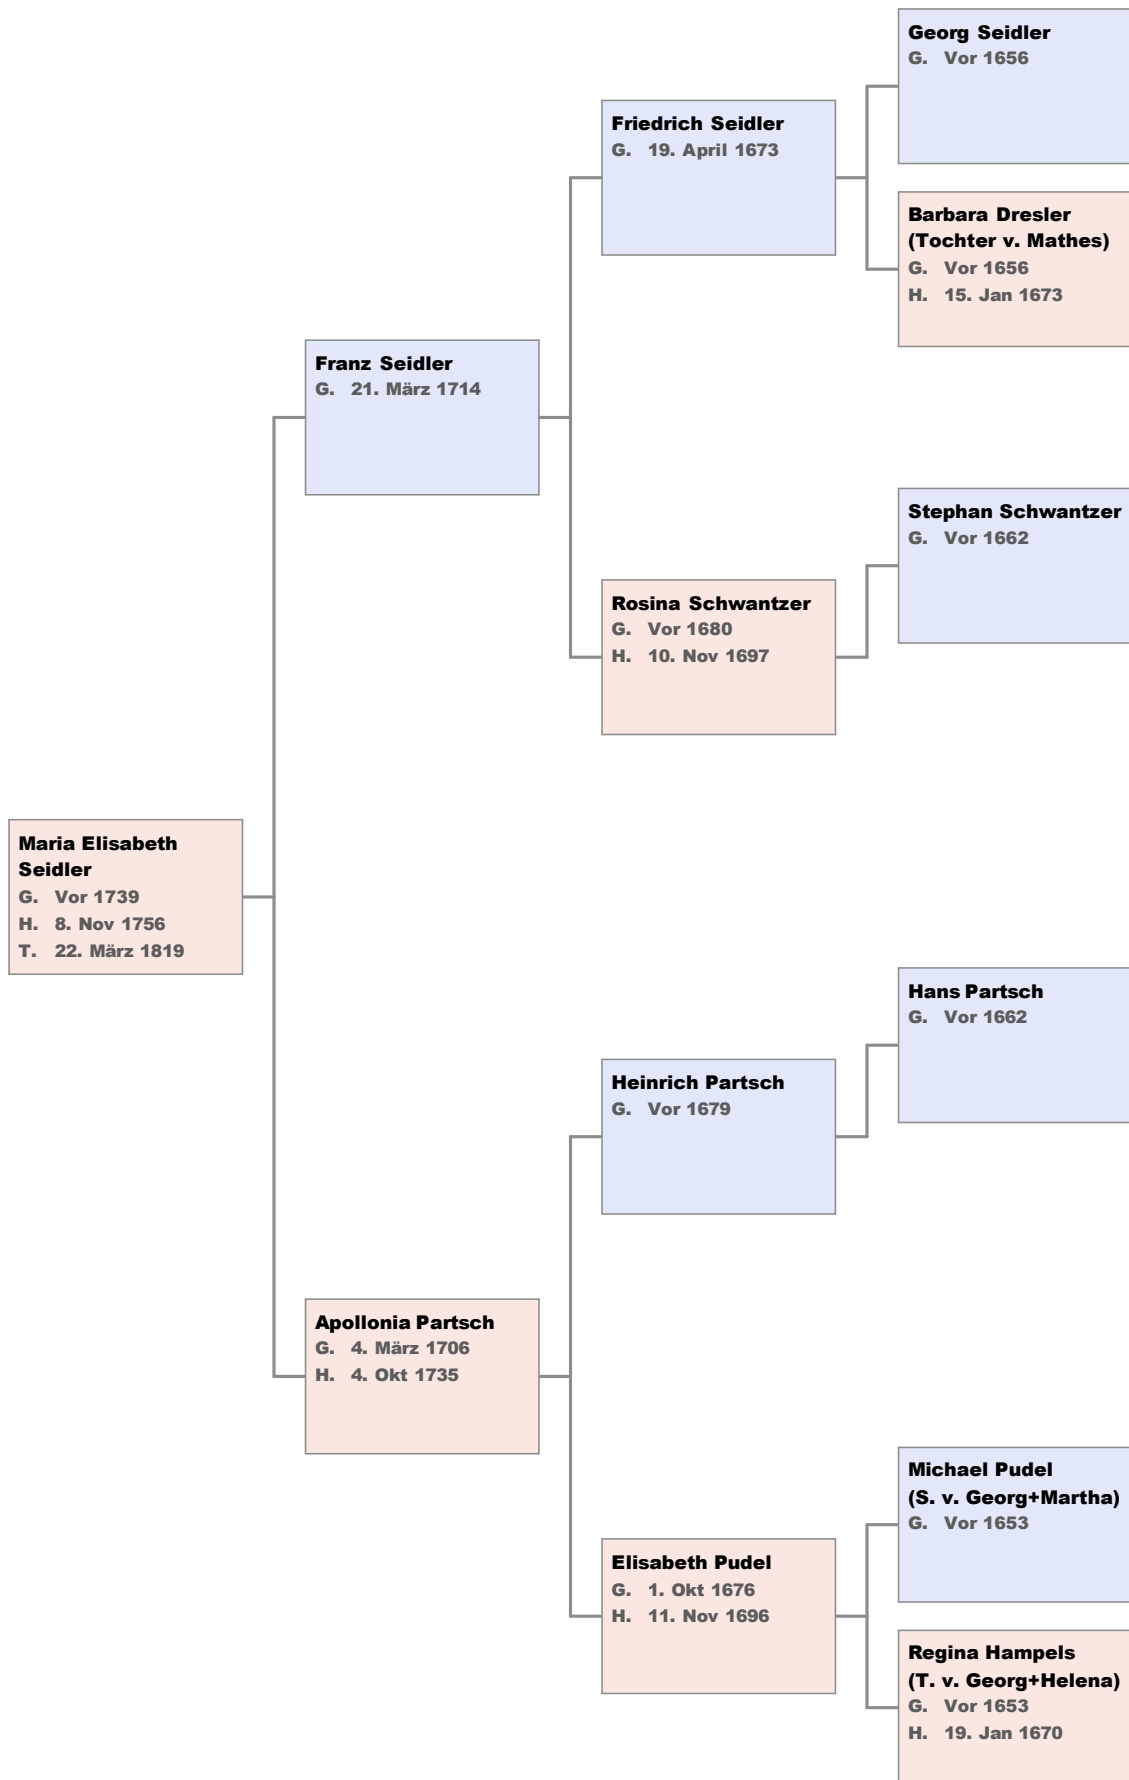 Georg Seidler
G. Vor 1656
Friedrich Seidler
G. 19. April 1673
Barbara Dresler
(Tochter v. Mathes)
G. Vor 1656
H. 15. Jan 1673
Franz Seidler
G. 21. März 1714
Stephan Schwantzer
G. Vor 1662
Rosina Schwantzer
G. Vor 1680
H. 10. Nov 1697
Maria Elisabeth
Seidler
G. Vor 1739
H. 8. Nov 1756
T. 22. März 1819
Hans Partsch
G. Vor 1662
Heinrich Partsch
G. Vor 1679
Apollonia Partsch
G. 4. März 1706
H. 4. Okt 1735
Michael Pudel
(S. v. Georg+Martha)
G. Vor 1653
Elisabeth Pudel
G. 1. Okt 1676
H. 11. Nov 1696
Regina Hampels
(T. v. Georg+Helena)
G. Vor 1653
H. 19. Jan 1670